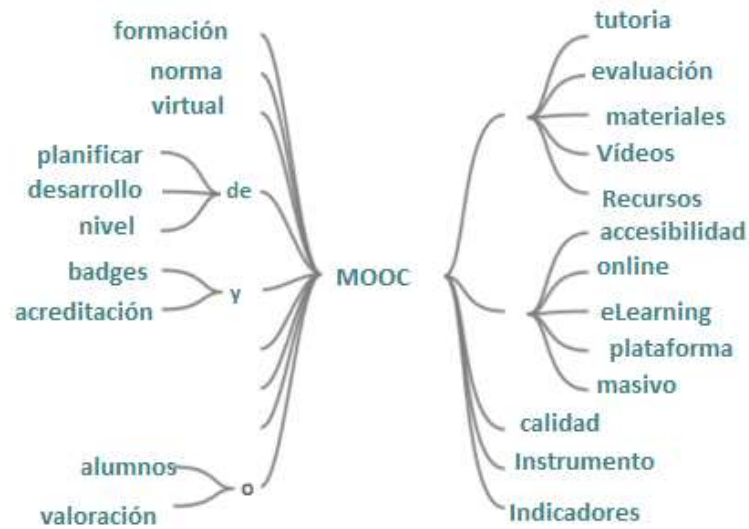 formación
norma
virtual
planificar
desarrollo
nivel
de
badges
acreditación
y
alumnos
valoración
o
MOOC
tutoria
evaluación
materiales
Vídeos
Recursos
accesibilidad
online
eLearning
plataforma
masivo
calidad
Instrumento
Indicadores